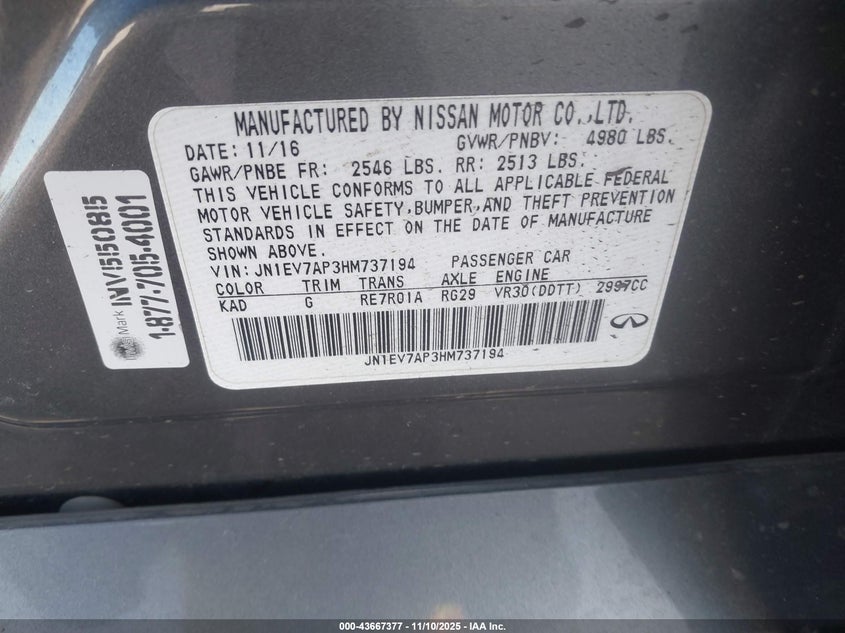 MANUFACTURED BY NISSAN MOTOR CO.,LTD.
DATE: 11/16 GVWR/PNBV: 4980 LBS.
GAWR/PNBE FR: 2546 LBS. RR: 2513 LBS.
THIS VEHICLE CONFORMS TO ALL APPLICABLE FEDERAL
MOTOR VEHICLE SAFETY,BUMPER,AND THEFT PREVENTION
STANDARDS IN EFFECT ON THE DATE OF MANUFACTURE
SHOWN ABOVE.
VIN: JN1EV7AP3HM737194 PASSENGER CAR
COLOR TRIM TRANS AXLE ENGINE
KAD G RE7R01A RG29 VR30(DDTT) 2997CC
JN1EV7AP3HM737194
Mark INV550815
1-877-705-4001
000-43667377 — 11/10/2025 — IAA Inc.